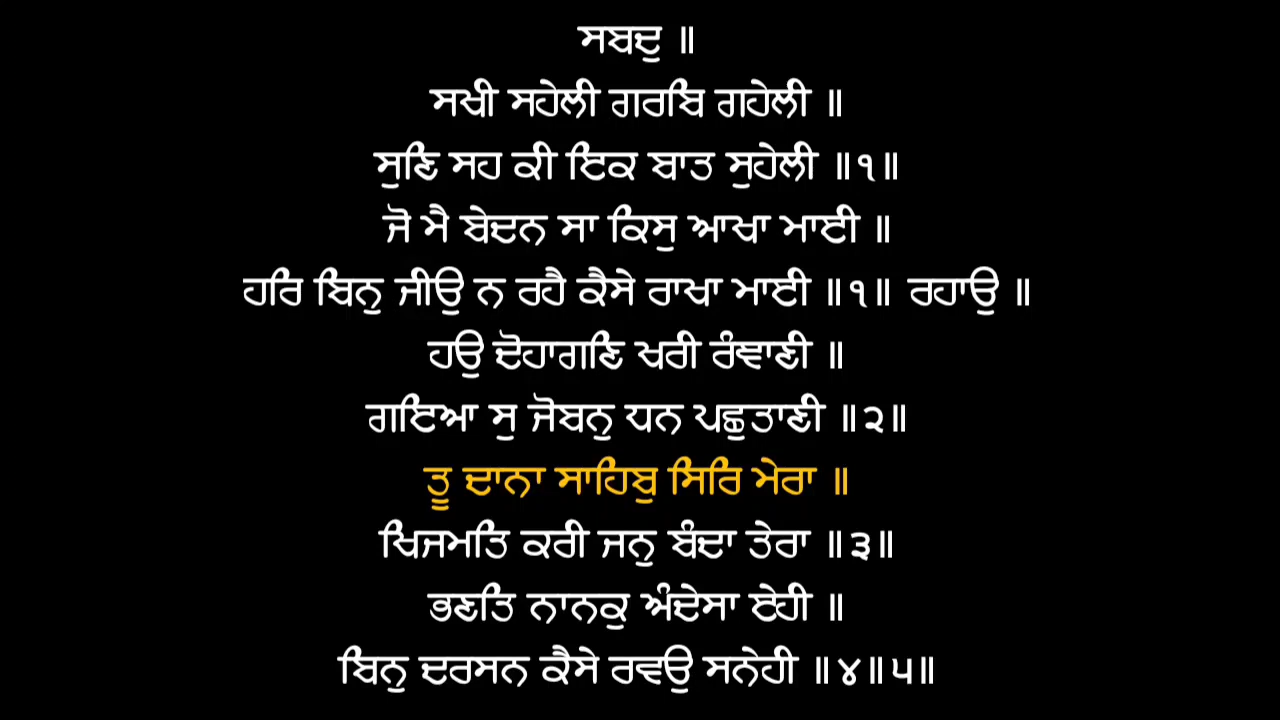 ਸਬਦੁ ॥
ਸਖੀ ਸਹੇਲੀ ਗਰਬਿ ਗਹੇਲੀ ॥
ਸੁਣਿ ਸਹ ਕੀ ਇਕ ਬਾਤ ਸੁਹੇਲੀ ॥੧॥
ਜੋ ਮੈ ਬੇਦਨ ਸਾ ਕਿਸੁ ਆਖਾ ਮਾਈ ॥
ਹਰਿ ਬਿਨੁ ਜੀਉ ਨ ਰਹੈ ਕੈਸੇ ਰਾਖਾ ਮਾਈ ॥੧॥ ਰਹਾਉ ॥
ਹਉ ਦੋਹਾਗਣਿ ਖਰੀ ਰੰਞਾਣੀ ॥
ਗਇਆ ਸੁ ਜੋਬਨੁ ਧਨ ਪਛੁਤਾਣੀ ॥੨॥
ਤੂ ਦਾਨਾ ਸਾਹਿਬੁ ਸਿਰਿ ਮੇਰਾ ॥
ਖਿਜਮਤਿ ਕਰੀ ਜਨੁ ਬੰਦਾ ਤੇਰਾ ॥੩॥
ਭਣਤਿ ਨਾਨਕੁ ਅੰਦੇਸਾ ਏਹੀ ॥
ਬਿਨੁ ਦਰਸਨ ਕੈਸੇ ਰਵਉ ਸਨੇਹੀ ॥੪॥੫॥